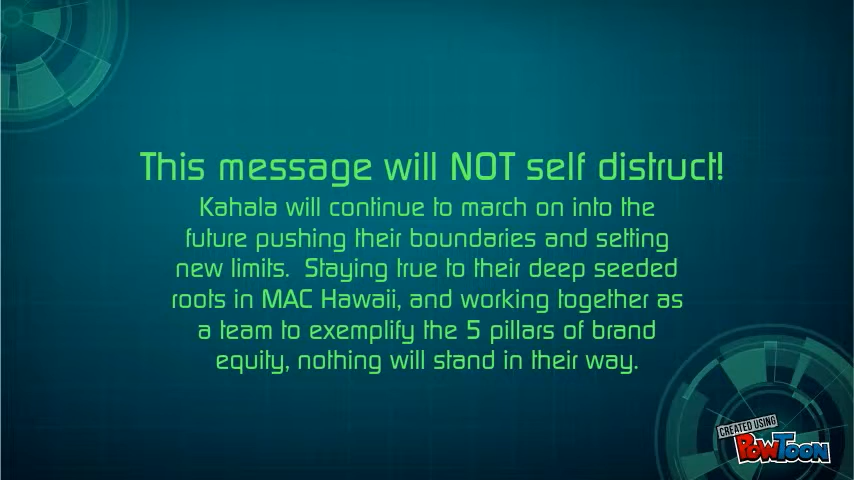 This message will NOT self distruct!
Kahala will continue to march on into the
future pushing their boundaries and setting
new limits.  Staying true to their deep seeded
roots in MAC Hawaii, and working together as
a team to exemplify the 5 pillars of brand
equity, nothing will stand in their way.
CREATED USING
POWTOON